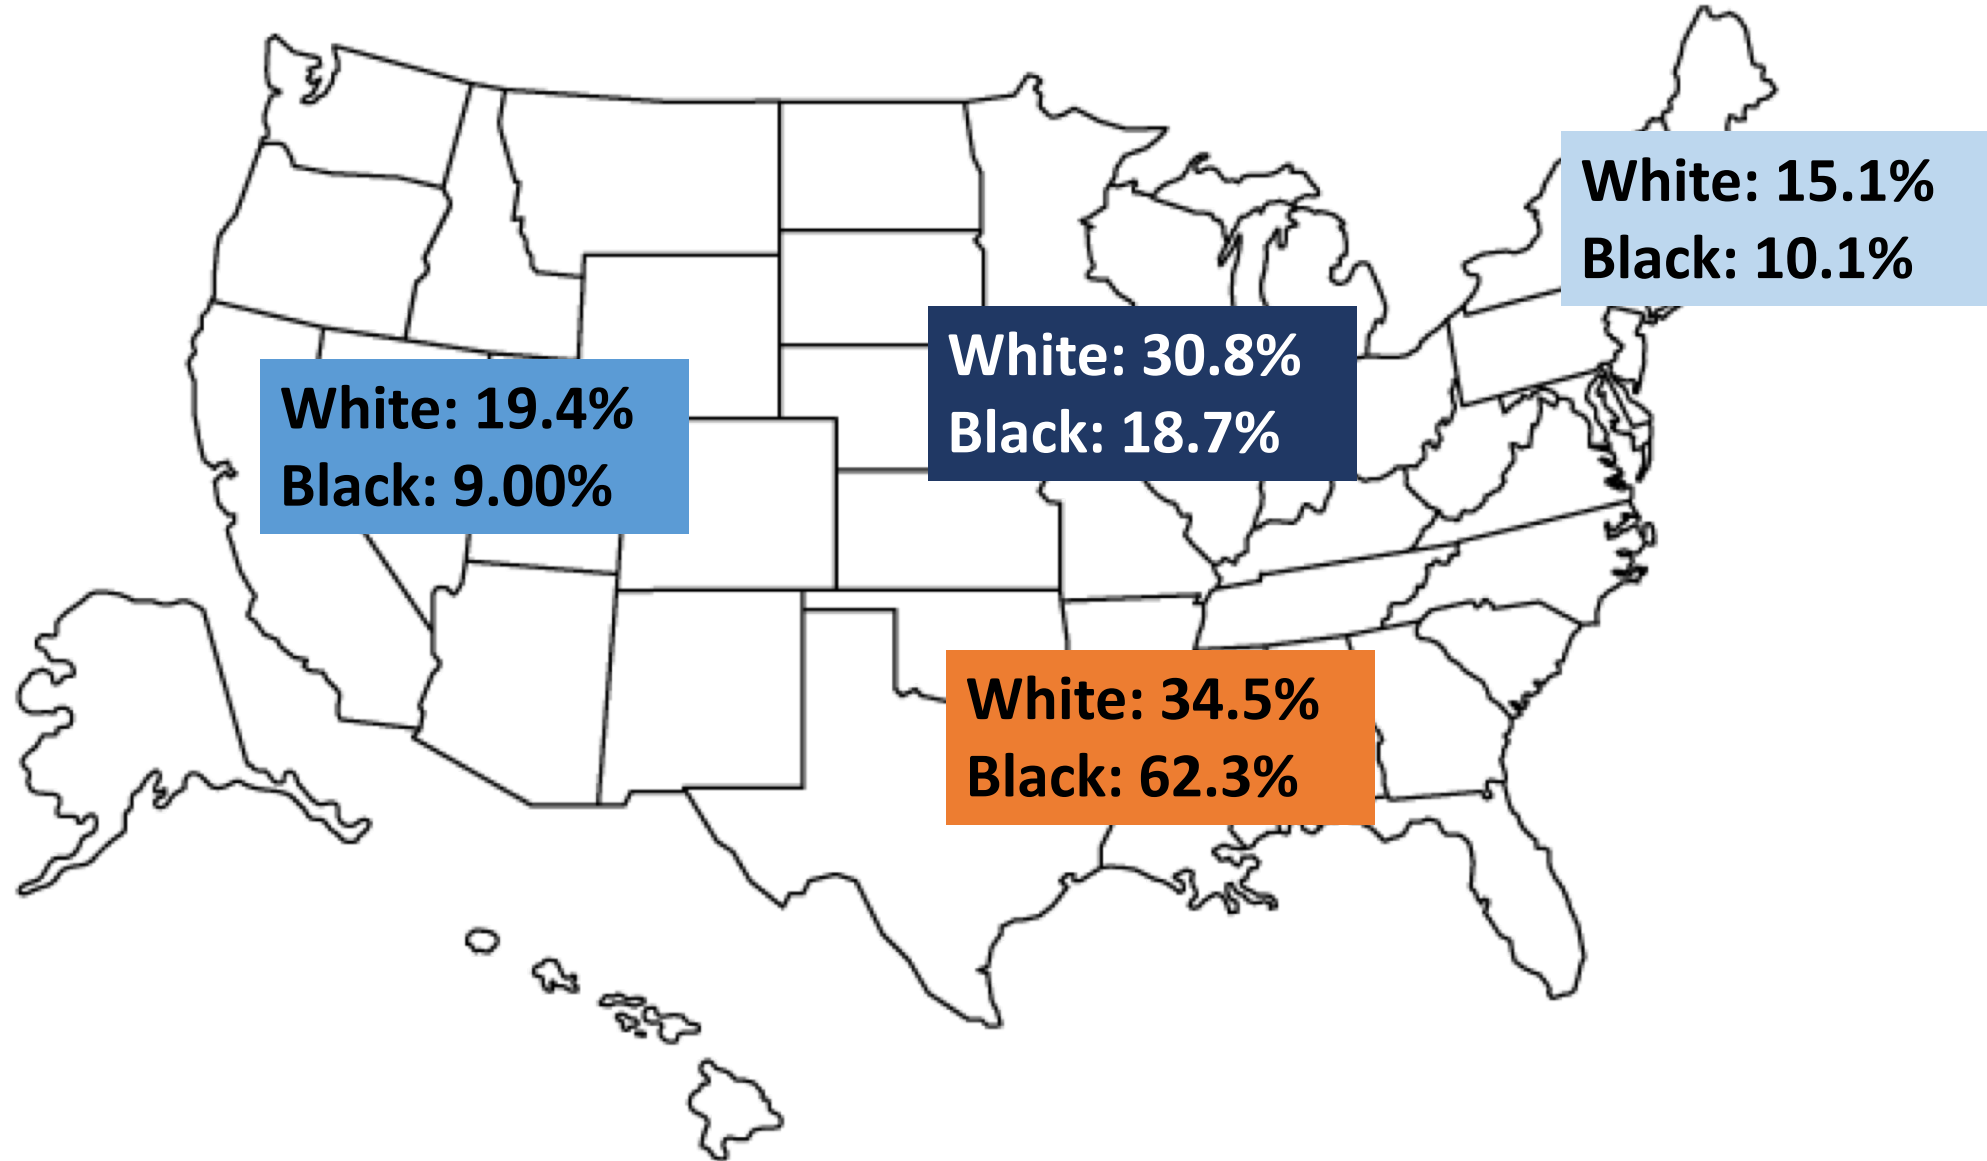 White: 15.1%
Black: 10.1%
White: 30.8%
Black: 18.7%
White: 19.4%
Black: 9.00%
White: 34.5%
Black: 62.3%